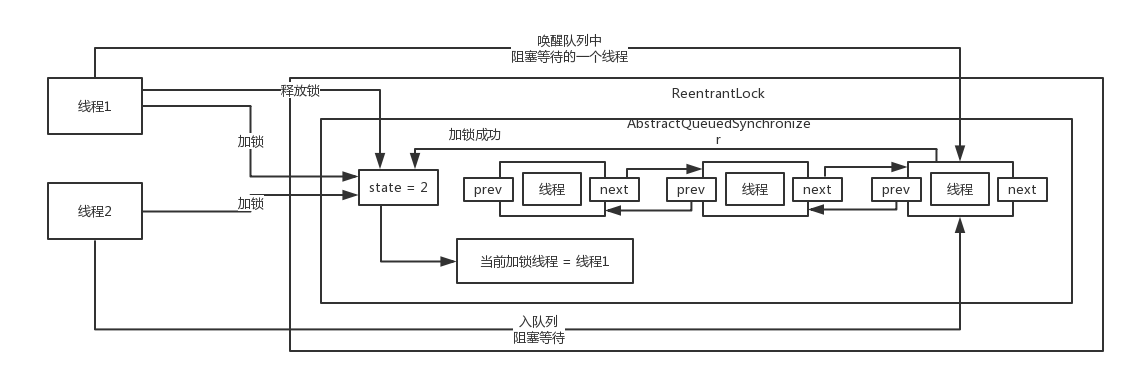 唤醒队列中
阻塞等待的一个线程
线程1
释放锁
ReentrantLock
加锁
加锁成功
AbstractQueuedSynchronize
r
state = 2
prev
线程
next
prev
线程
next
prev
线程
next
线程2
加锁
当前加锁线程 = 线程1
入队列
阻塞等待